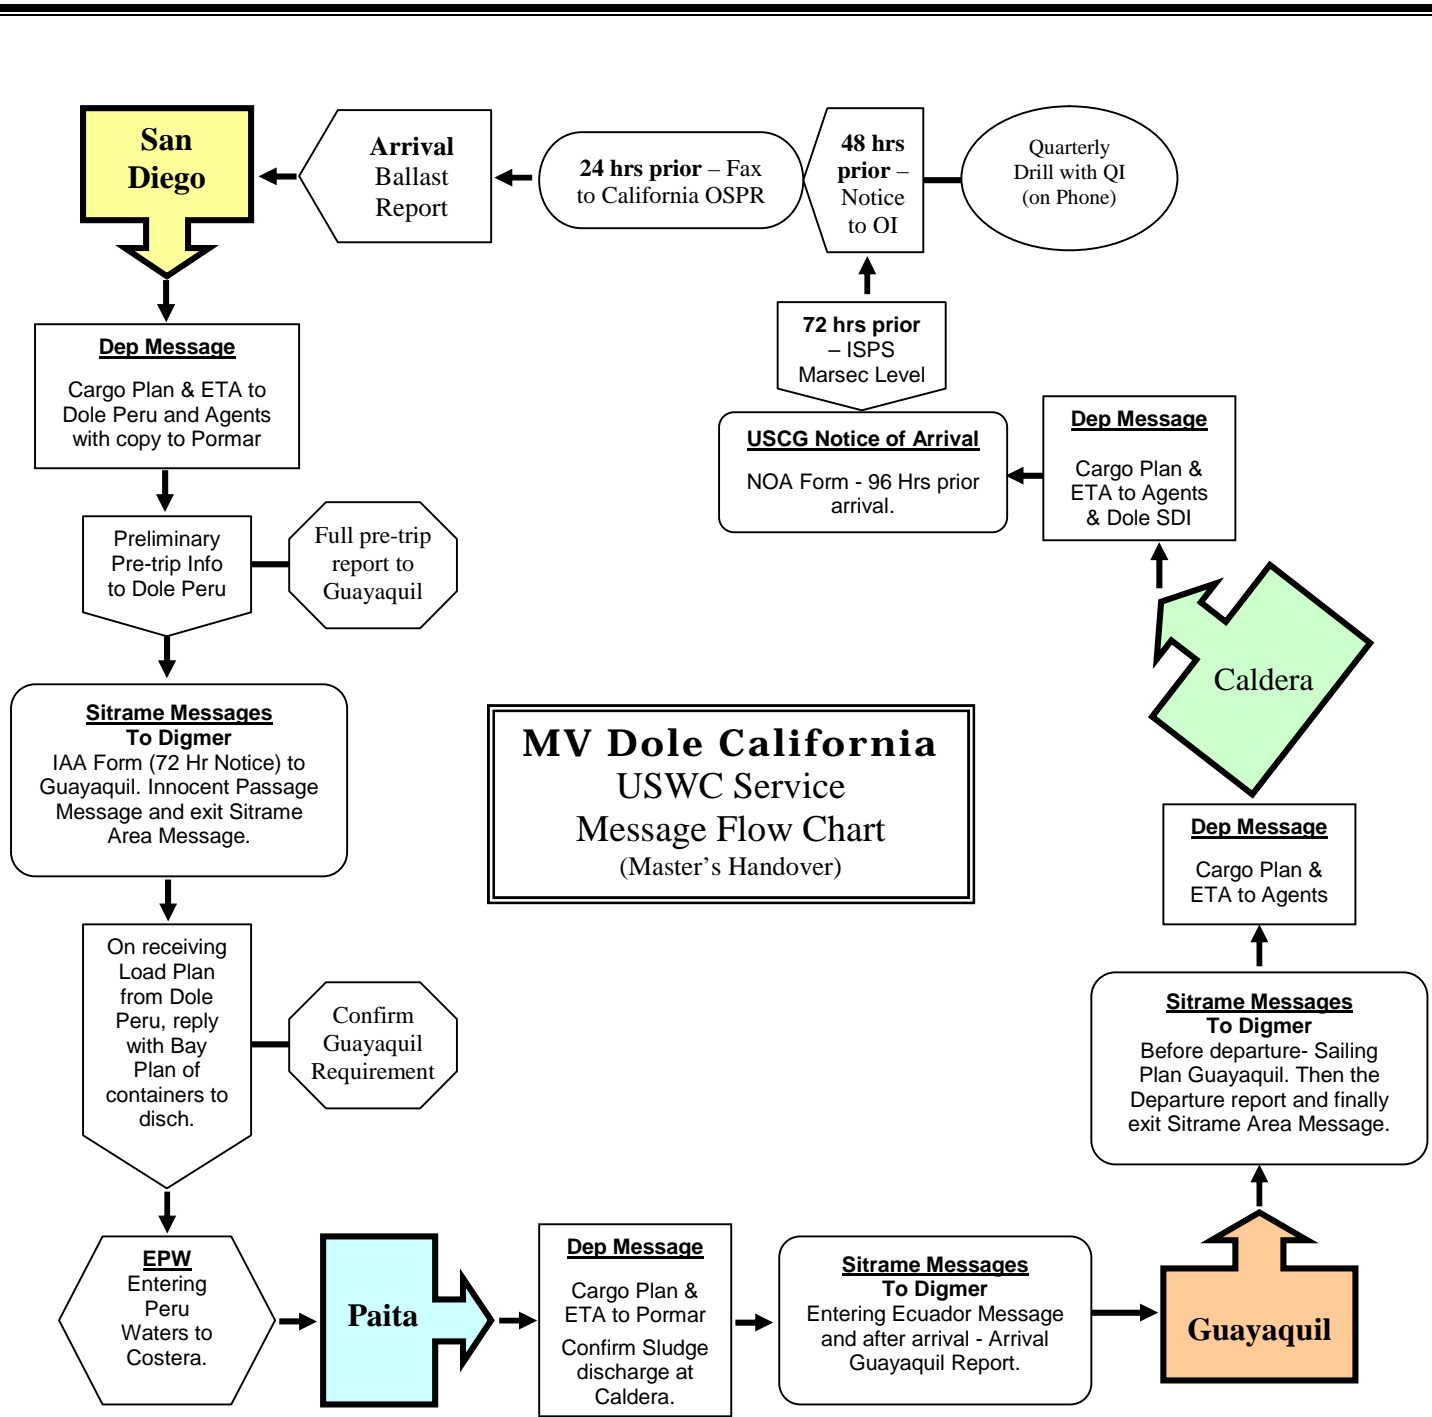 San
Diego
Arrival
Ballast
Report
24 hrs prior – Fax
to California OSPR
48 hrs
prior –
Notice
to OI
Quarterly
Drill with QI
(on Phone)
72 hrs prior
– ISPS
Marsec Level
Dep Message
Cargo Plan & ETA to
Dole Peru and Agents
with copy to Pormar
USCG Notice of Arrival
NOA Form - 96 Hrs prior
arrival.
Dep Message
Cargo Plan &
ETA to Agents
& Dole SDI
Preliminary
Pre-trip Info
to Dole Peru
Full pre-trip
report to
Guayaquil
Caldera
Sitrame Messages
To Digmer
IAA Form (72 Hr Notice) to
Guayaquil. Innocent Passage
Message and exit Sitrame
Area Message.
MV Dole California
USWC Service
Message Flow Chart
(Master’s Handover)
Dep Message
Cargo Plan &
ETA to Agents
On receiving
Load Plan
from Dole
Peru, reply
with Bay
Plan of
containers to
disch.
Confirm
Guayaquil
Requirement
Sitrame Messages
To Digmer
Before departure- Sailing
Plan Guayaquil. Then the
Departure report and finally
exit Sitrame Area Message.
EPW
Entering
Peru
Waters to
Costera.
Paita
Dep Message
Cargo Plan &
ETA to Pormar
Confirm Sludge
discharge at
Caldera.
Sitrame Messages
To Digmer
Entering Ecuador Message
and after arrival - Arrival
Guayaquil Report.
Guayaquil